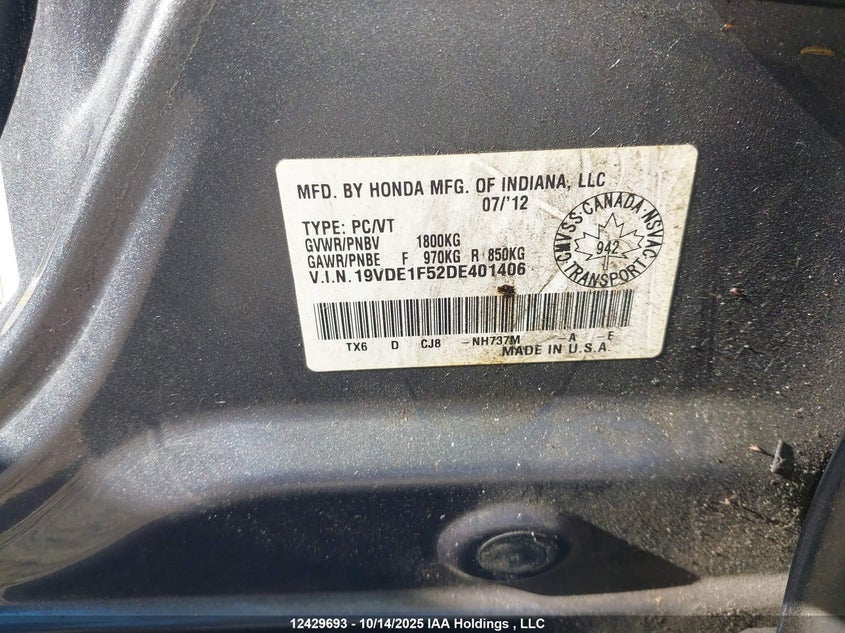 MFD. BY HONDA MFG. OF INDIANA, LLC
07/'12
TYPE: PC/VT
GVWR/PNBV 1800KG
GAWR/PNBE F 970KG R 850KG
V.I.N. 19VDE1F52DE401406
CMVSS·CANADA·NSVAC
942
TRANSPORT
TX6 D CJ8 -NH737M -A -E
MADE IN U.S.A.
12429693 - 10/14/2025 IAA Holdings , LLC